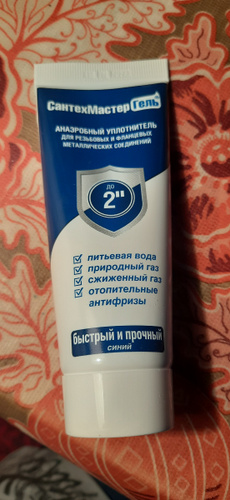 СантехМастер Гель
АНАЭРОБНЫЙ УПЛОТНИТЕЛЬ
ДЛЯ РЕЗЬБОВЫХ И ФЛАНЦЕВЫХ
МЕТАЛЛИЧЕСКИХ СОЕДИНЕНИЙ
ДО
2"
питьевая вода
природный газ
сжиженный газ
отопительные
антифризы
быстрый и прочный
синий